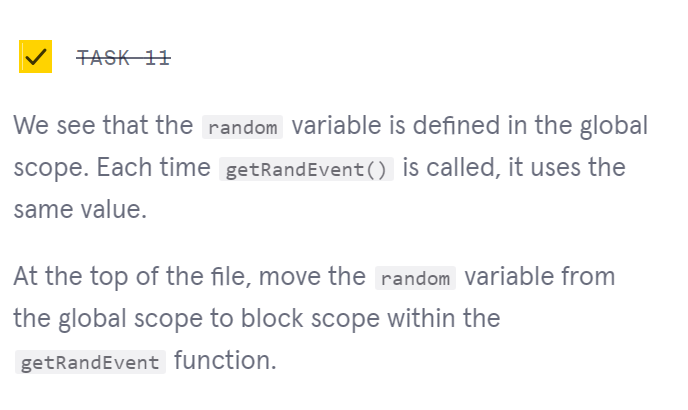 TASK 11
We see that the random variable is defined in the global
scope. Each time getRandEvent() is called, it uses the
same value.
At the top of the file, move the random variable from
the global scope to block scope within the
getRandEvent function.